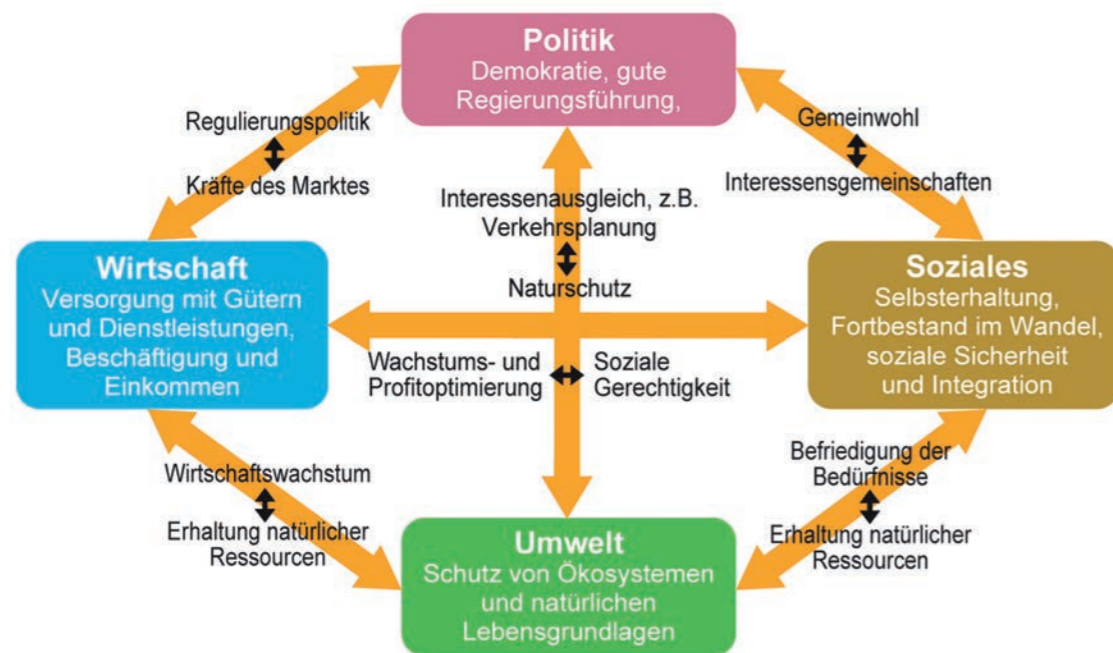 Politik
Demokratie, gute
Regierungsführung,
Regulierungspolitik
Kräfte des Marktes
Gemeinwohl
Interessensgemeinschaften
Interessenausgleich, z.B.
Verkehrsplanung
Naturschutz
Wirtschaft
Versorgung mit Gütern
und Dienstleistungen,
Beschäftigung und
Einkommen
Soziales
Selbsterhaltung,
Fortbestand im Wandel,
soziale Sicherheit
und Integration
Wachstums- und
Profitoptimierung
Soziale
Gerechtigkeit
Wirtschaftswachstum
Erhaltung natürlicher
Ressourcen
Befriedigung der
Bedürfnisse
Erhaltung natürlicher
Ressourcen
Umwelt
Schutz von Ökosystemen
und natürlichen
Lebensgrundlagen